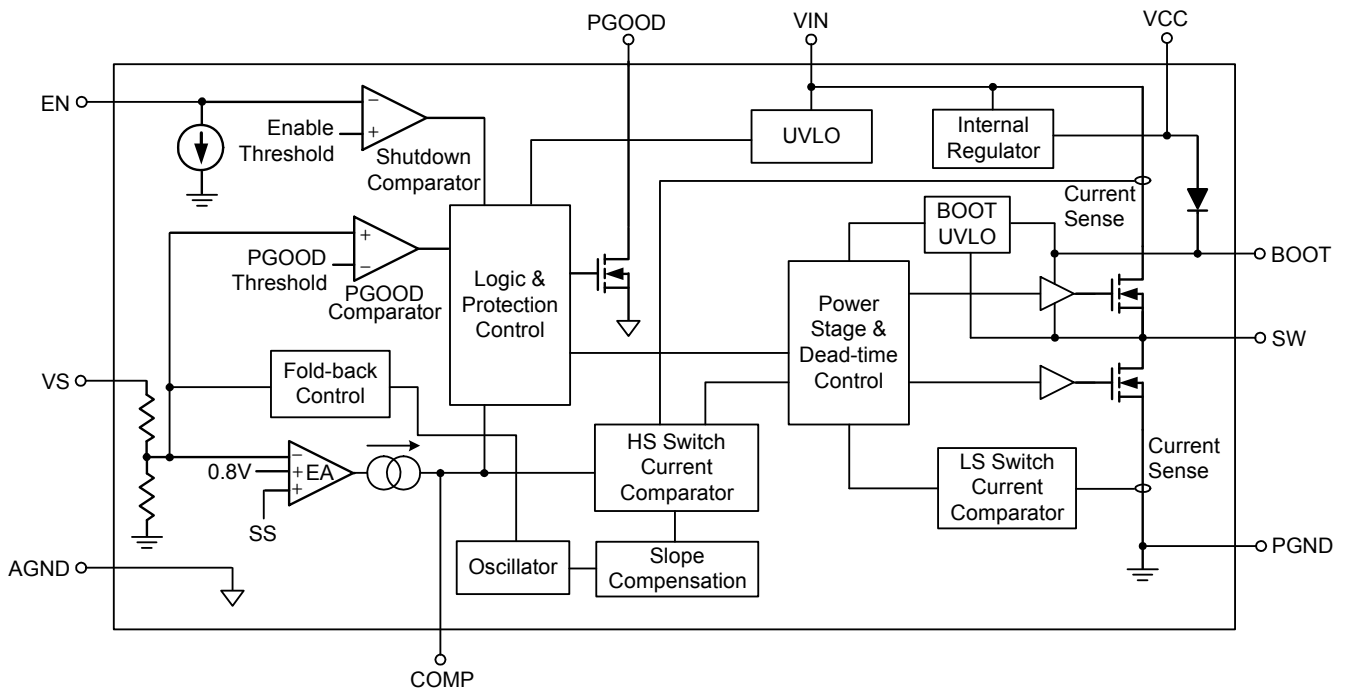 PGOOD
VIN
VCC
EN
Enable
Threshold
−
+
Shutdown
Comparator
UVLO
Internal
Regulator
Current
Sense
BOOT
UVLO
BOOT
PGOOD
Threshold
+
−
PGOOD
Comparator
Logic &
Protection
Control
Power
Stage &
Dead-time
Control
SW
VS
Fold-back
Control
0.8V
−
+
+
EA
SS
HS Switch
Current
Comparator
LS Switch
Current
Comparator
Current
Sense
Oscillator
Slope
Compensation
PGND
AGND
COMP